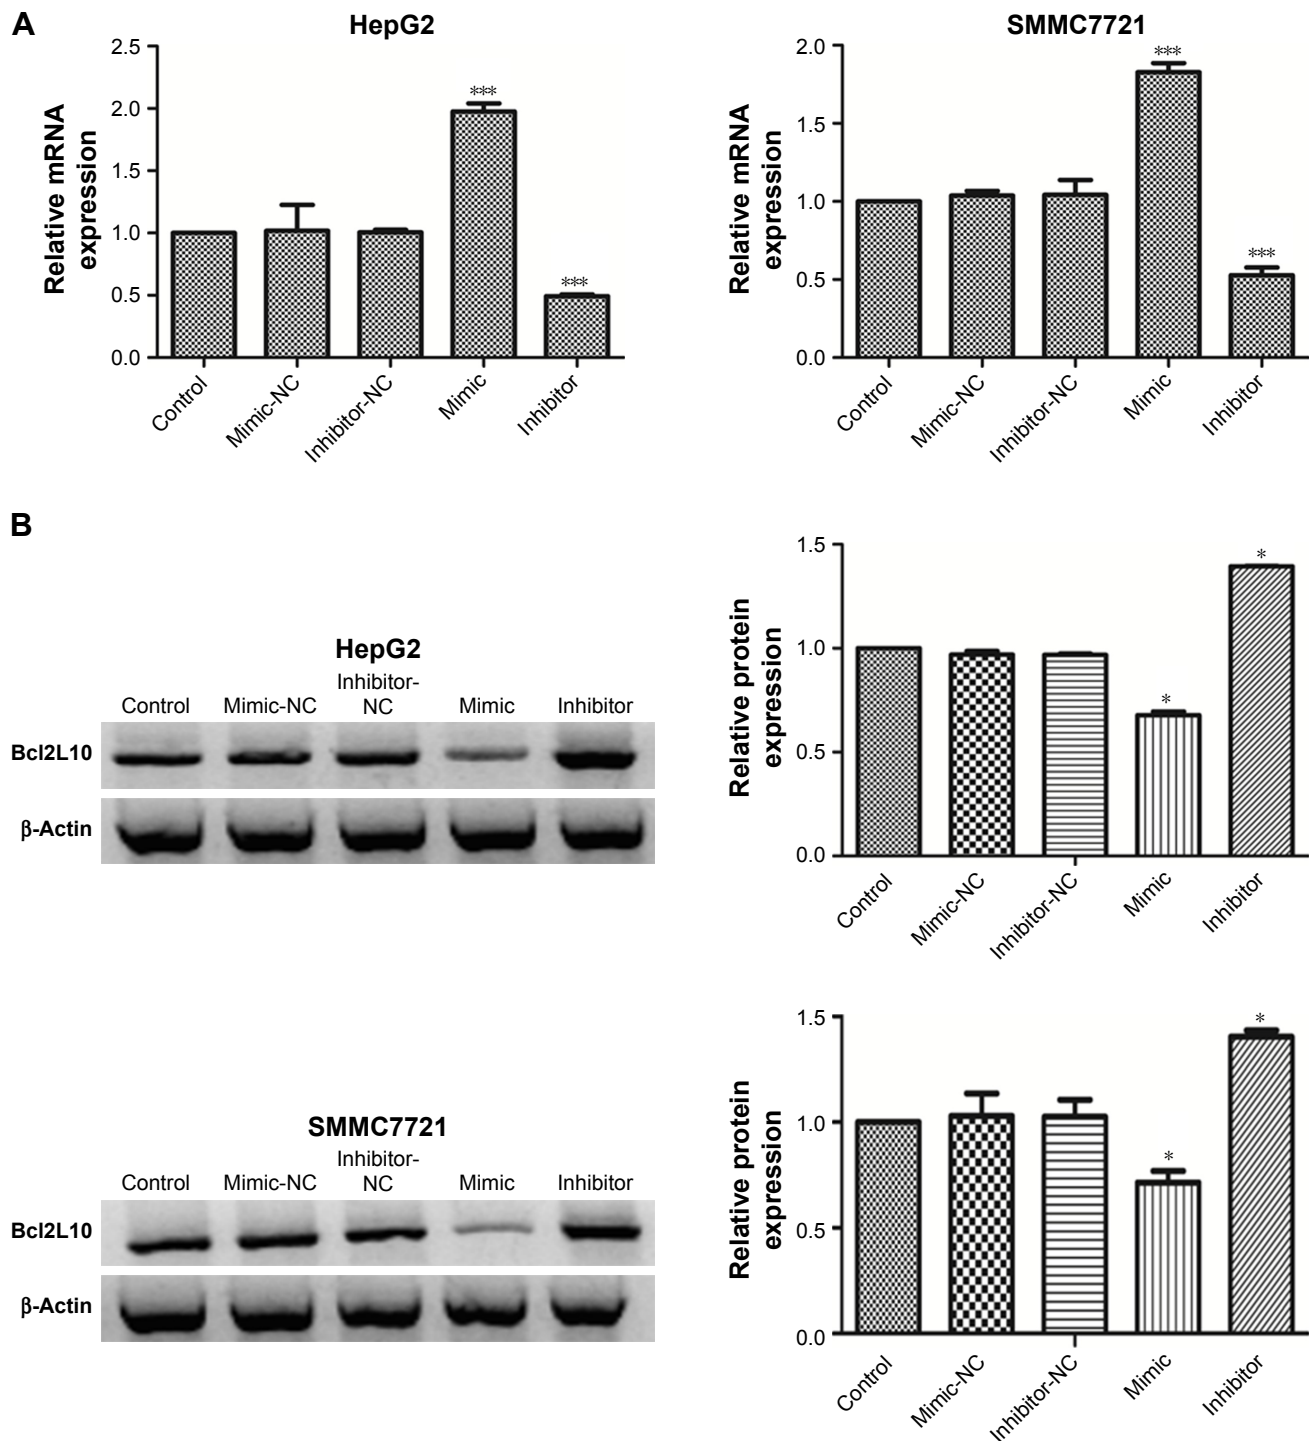 A
HepG2
Relative mRNA
expression
2.5
2.0
1.5
1.0
0.5
0.0
***
***
Control
Mimic-NC
Inhibitor-NC
Mimic
Inhibitor
SMMC7721
Relative mRNA
expression
2.0
1.5
1.0
0.5
0.0
***
***
Control
Mimic-NC
Inhibitor-NC
Mimic
Inhibitor
B
HepG2
Control
Mimic-NC
Inhibitor-
NC
Mimic
Inhibitor
Bcl2L10
β-Actin
Relative protein
expression
1.5
1.0
0.5
0.0
*
*
Control
Mimic-NC
Inhibitor-NC
Mimic
Inhibitor
SMMC7721
Control
Mimic-NC
Inhibitor-
NC
Mimic
Inhibitor
Bcl2L10
β-Actin
Relative protein
expression
1.5
1.0
0.5
0.0
*
*
Control
Mimic-NC
Inhibitor-NC
Mimic
Inhibitor